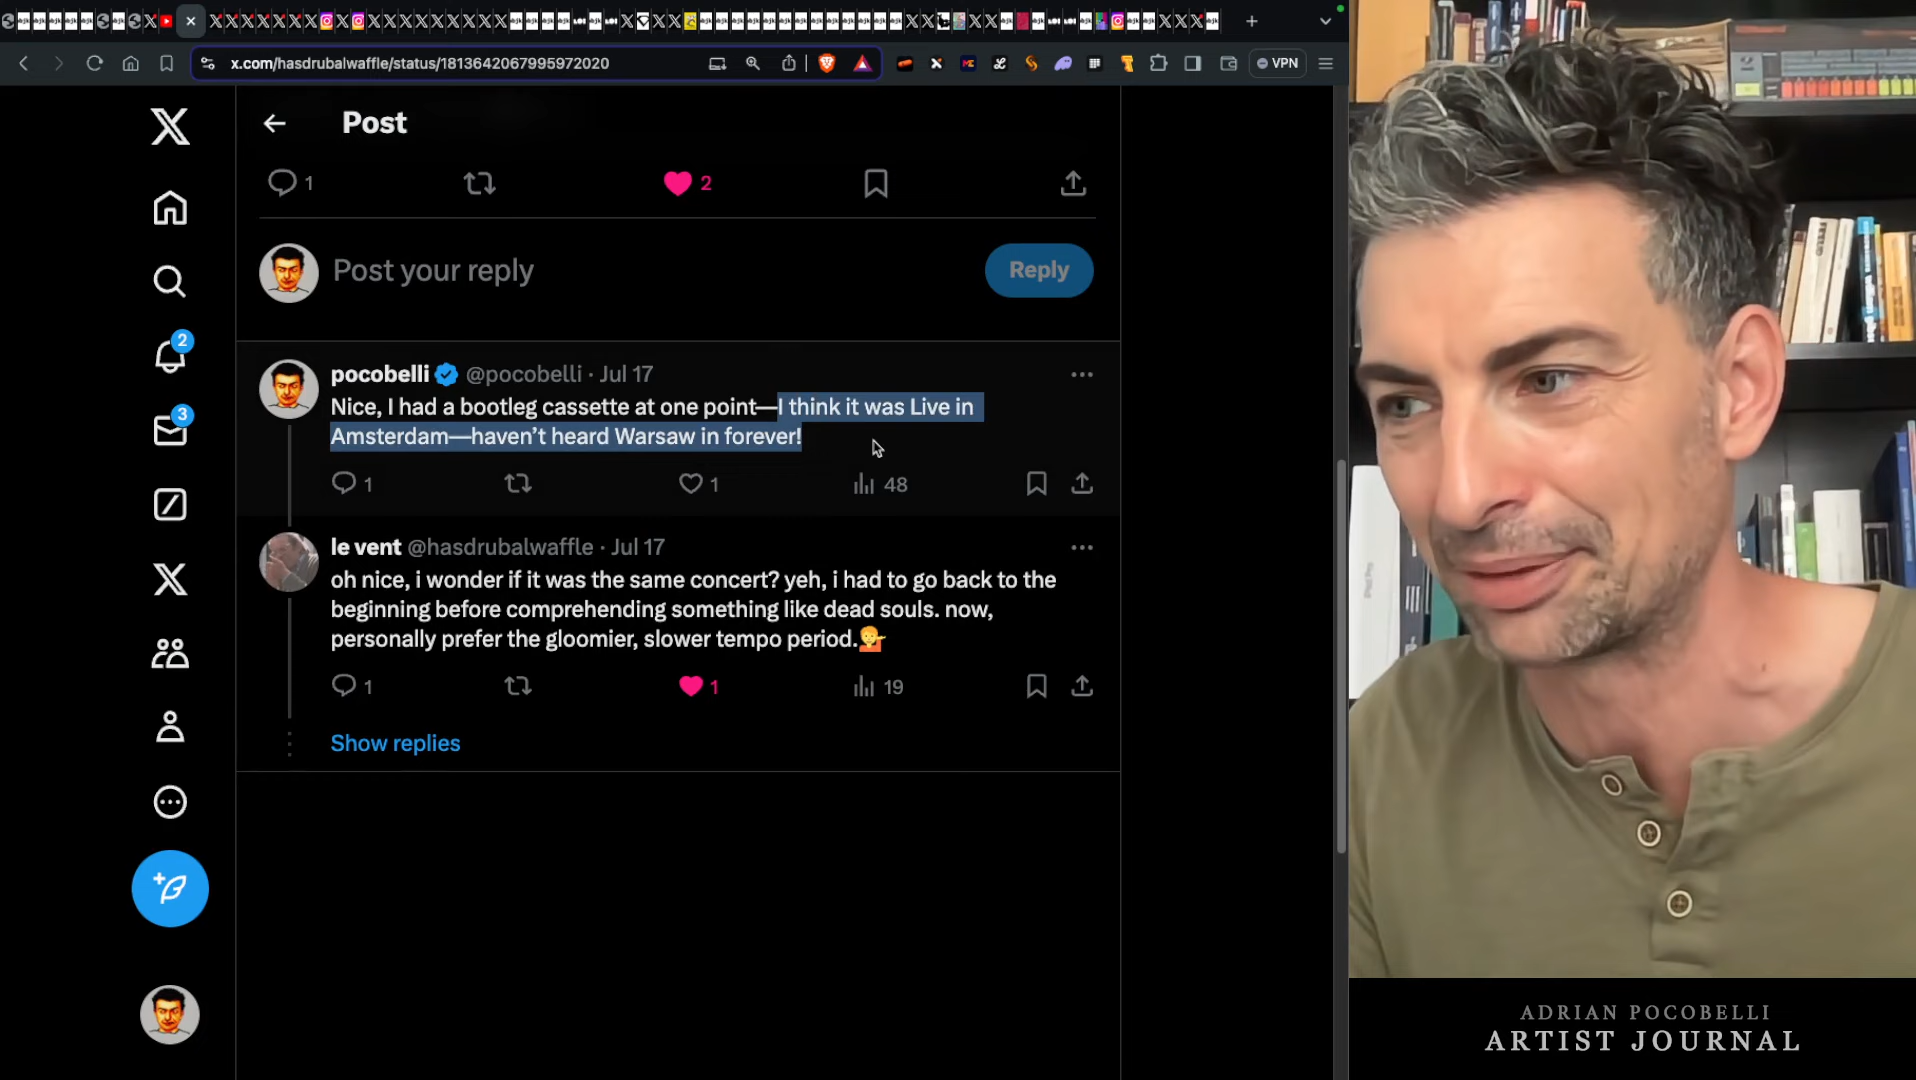 x.com/hasdrubalwaffle/status/1813642067995972020
VPN
Post
1
2
Post your reply
Reply
2
3
pocobelli @pocobelli · Jul 17
Nice, I had a bootleg cassette at one point—I think it was Live in
Amsterdam—haven’t heard Warsaw in forever!
1
1
48
le vent @hasdrubalwaffle · Jul 17
oh nice, i wonder if it was the same concert? yeh, i had to go back to the
beginning before comprehending something like dead souls. now,
personally prefer the gloomier, slower tempo period.💁
1
1
19
Show replies
ADRIAN POCOBELLI
ARTIST JOURNAL